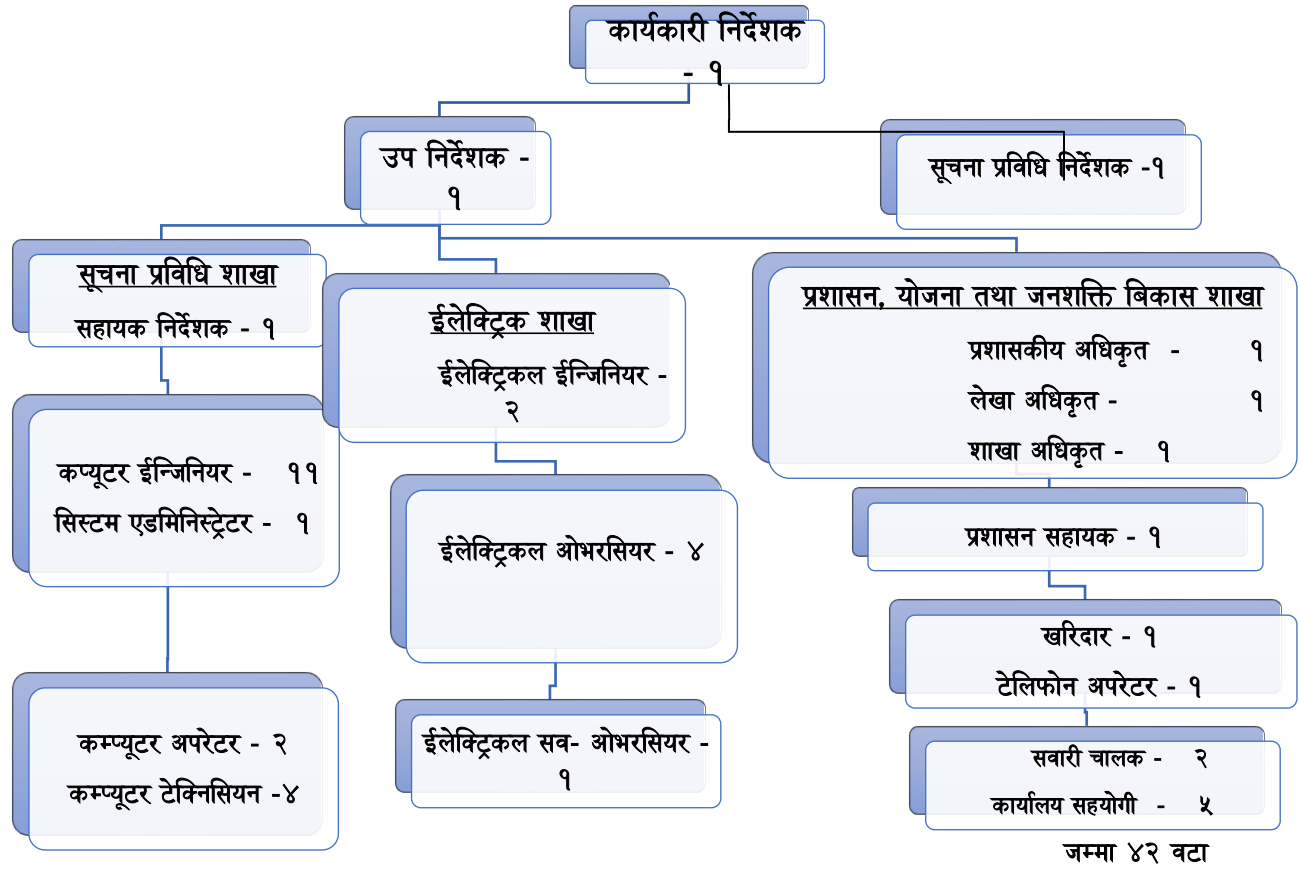 कार्यकारी निर्देशक
- १
उप निर्देशक -
१
सूचना प्रविधि निर्देशक -१
सूचना प्रविधि शाखा
सहायक निर्देशक - १
कप्यूटर ईन्जिनियर - ११
सिस्टम एडमिनिस्ट्रेटर - १
कम्प्यूटर अपरेटर - २
कम्प्यूटर टेक्निसियन -४
ईलेक्ट्रिक शाखा
ईलेक्ट्रिकल ईन्जिनियर -
२
ईलेक्ट्रिकल ओभरसियर - ४
ईलेक्ट्रिकल सव- ओभरसियर -
१
प्रशासन, योजना तथा जनशक्ति बिकास शाखा
प्रशासकीय अधिकृत - १
लेखा अधिकृत - १
शाखा अधिकृत - १
प्रशासन सहायक - १
खरिदार - १
टेलिफोन अपरेटर - १
सवारी चालक - २
कार्यालय सहयोगी - ५
जम्मा ४२ वटा